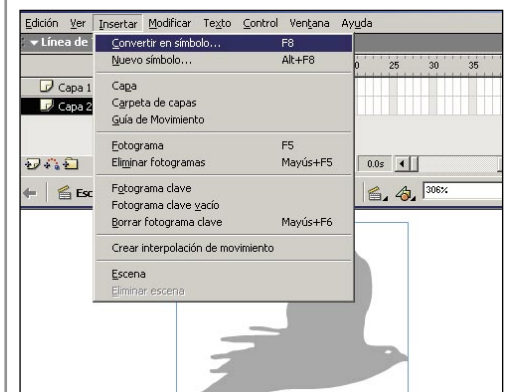 Edición Ver Insertar Modificar Texto Control Ventana Ayuda
Línea de
Convertir en símbolo... F8
Nuevo símbolo... Alt+F8
20 25 30 35
Capa 1
Capa
Capa 2
Carpeta de capas
Guía de Movimiento
Fotograma F5
Eliminar fotogramas Mayús+F5
0.0s
Esc
Fotograma clave
306%
Fotograma clave vacío
Borrar fotograma clave Mayús+F6
Crear interpolación de movimiento
Escena
Eliminar escena